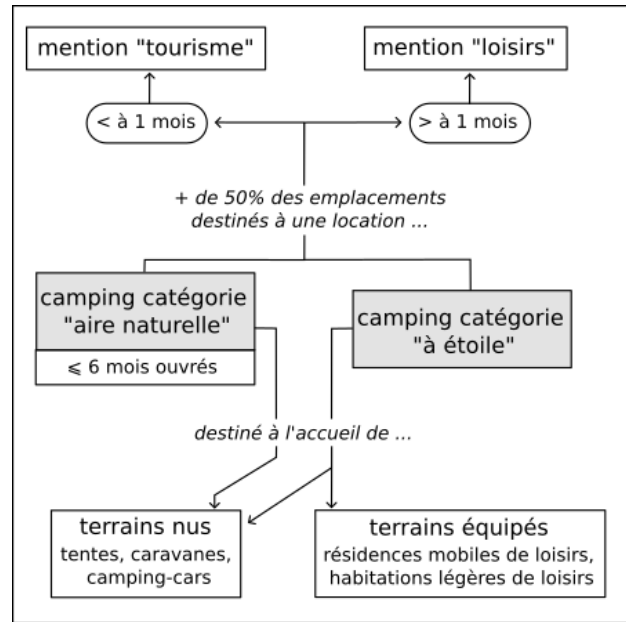 mention "tourisme"
mention "loisirs"
< à 1 mois
> à 1 mois
+ de 50% des emplacements
destinés à une location ...
camping catégorie
"aire naturelle"
⩽ 6 mois ouvrés
camping catégorie
"à étoile"
destiné à l'accueil de ...
terrains nus
tentes, caravanes,
camping-cars
terrains équipés
résidences mobiles de loisirs,
habitations légères de loisirs